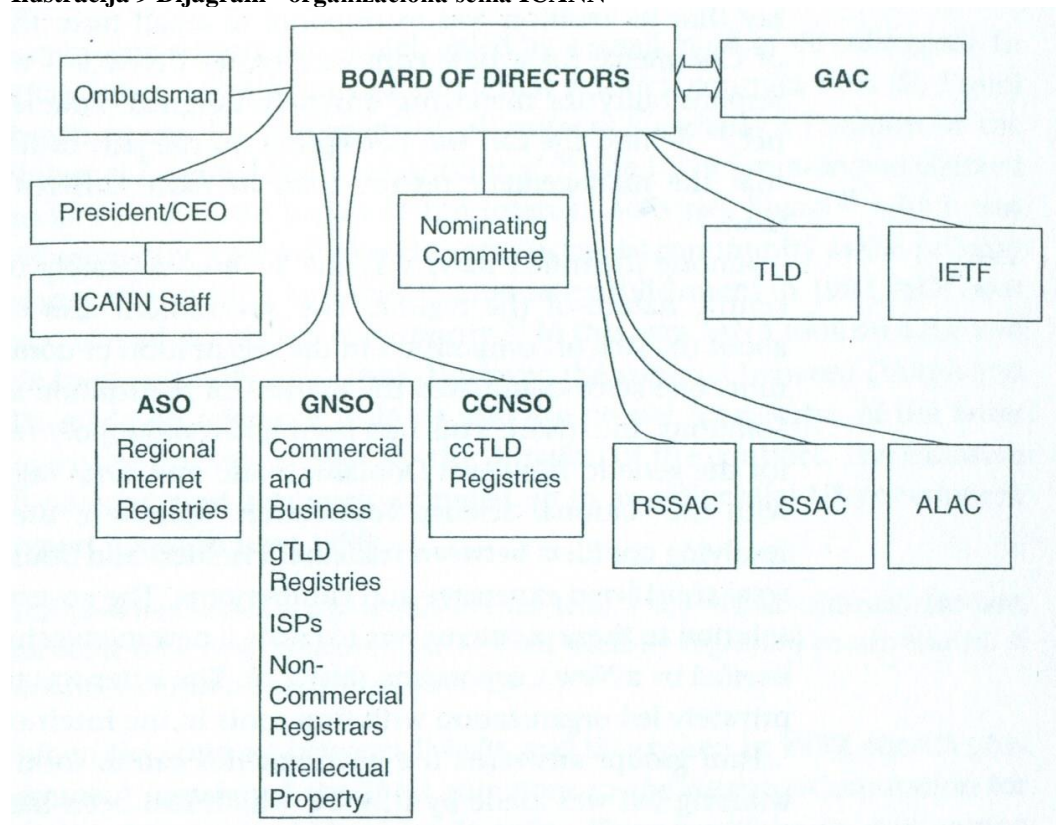 Ilustracija 9 Dijagram - organizaciona šema ICANN
BOARD OF DIRECTORS
GAC
Ombudsman
President/CEO
ICANN Staff
Nominating
Committee
TLD
IETF
ASO
Regional
Internet
Registries
GNSO
Commercial
and
Business
gTLD
Registries
ISPs
Non-
Commercial
Registrars
Intellectual
Property
CCNSO
ccTLD
Registries
RSSAC
SSAC
ALAC